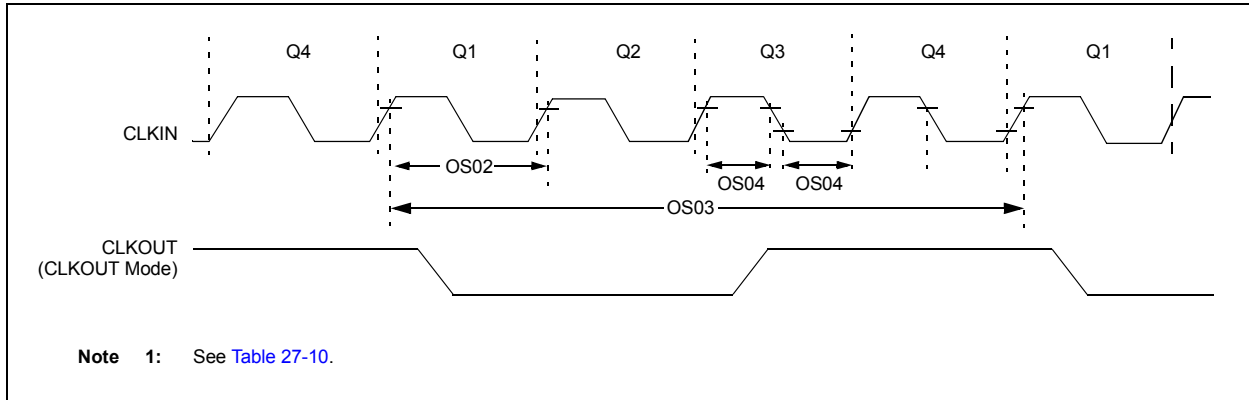 Q4 Q1 Q2 Q3 Q4 Q1
CLKIN
OS02
OS04 OS04
OS03
CLKOUT
(CLKOUT Mode)
Note 1: See Table 27-10.